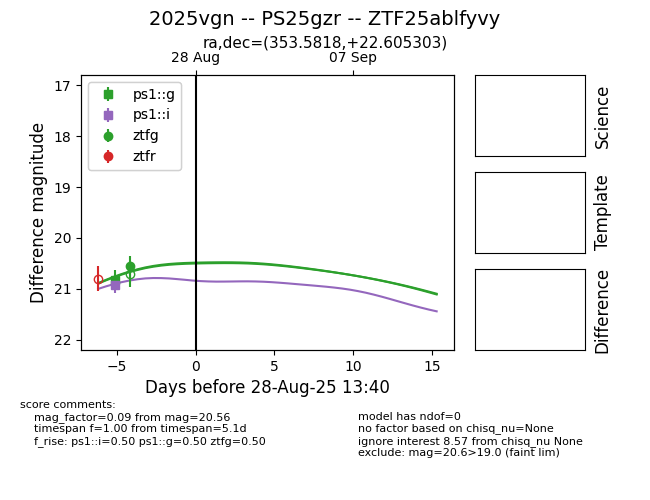 2025vgn -- PS25gzr -- ZTF25ablfyvy
ra,dec=(353.5818,+22.605303)
28 Aug
07 Sep
17
18
19
20
21
22
Difference magnitude
ps1::g
ps1::i
ztfg
ztfr
−5
0
5
10
15
Days before 28-Aug-25 13:40
Science
Template
Difference
score comments:
mag_factor=0.09 from mag=20.56
timespan f=1.00 from timespan=5.1d
f_rise: ps1::i=0.50 ps1::g=0.50 ztfg=0.50
model has ndof=0
no factor based on chisq_nu=None
ignore interest 8.57 from chisq_nu None
exclude: mag=20.6>19.0 (faint lim)